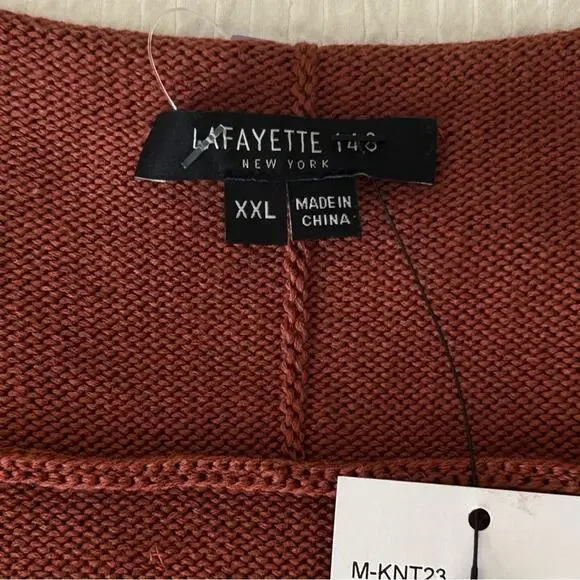 LAFAYETTE 148
NEW YORK
XXL
MADE IN
CHINA
M-KNT23